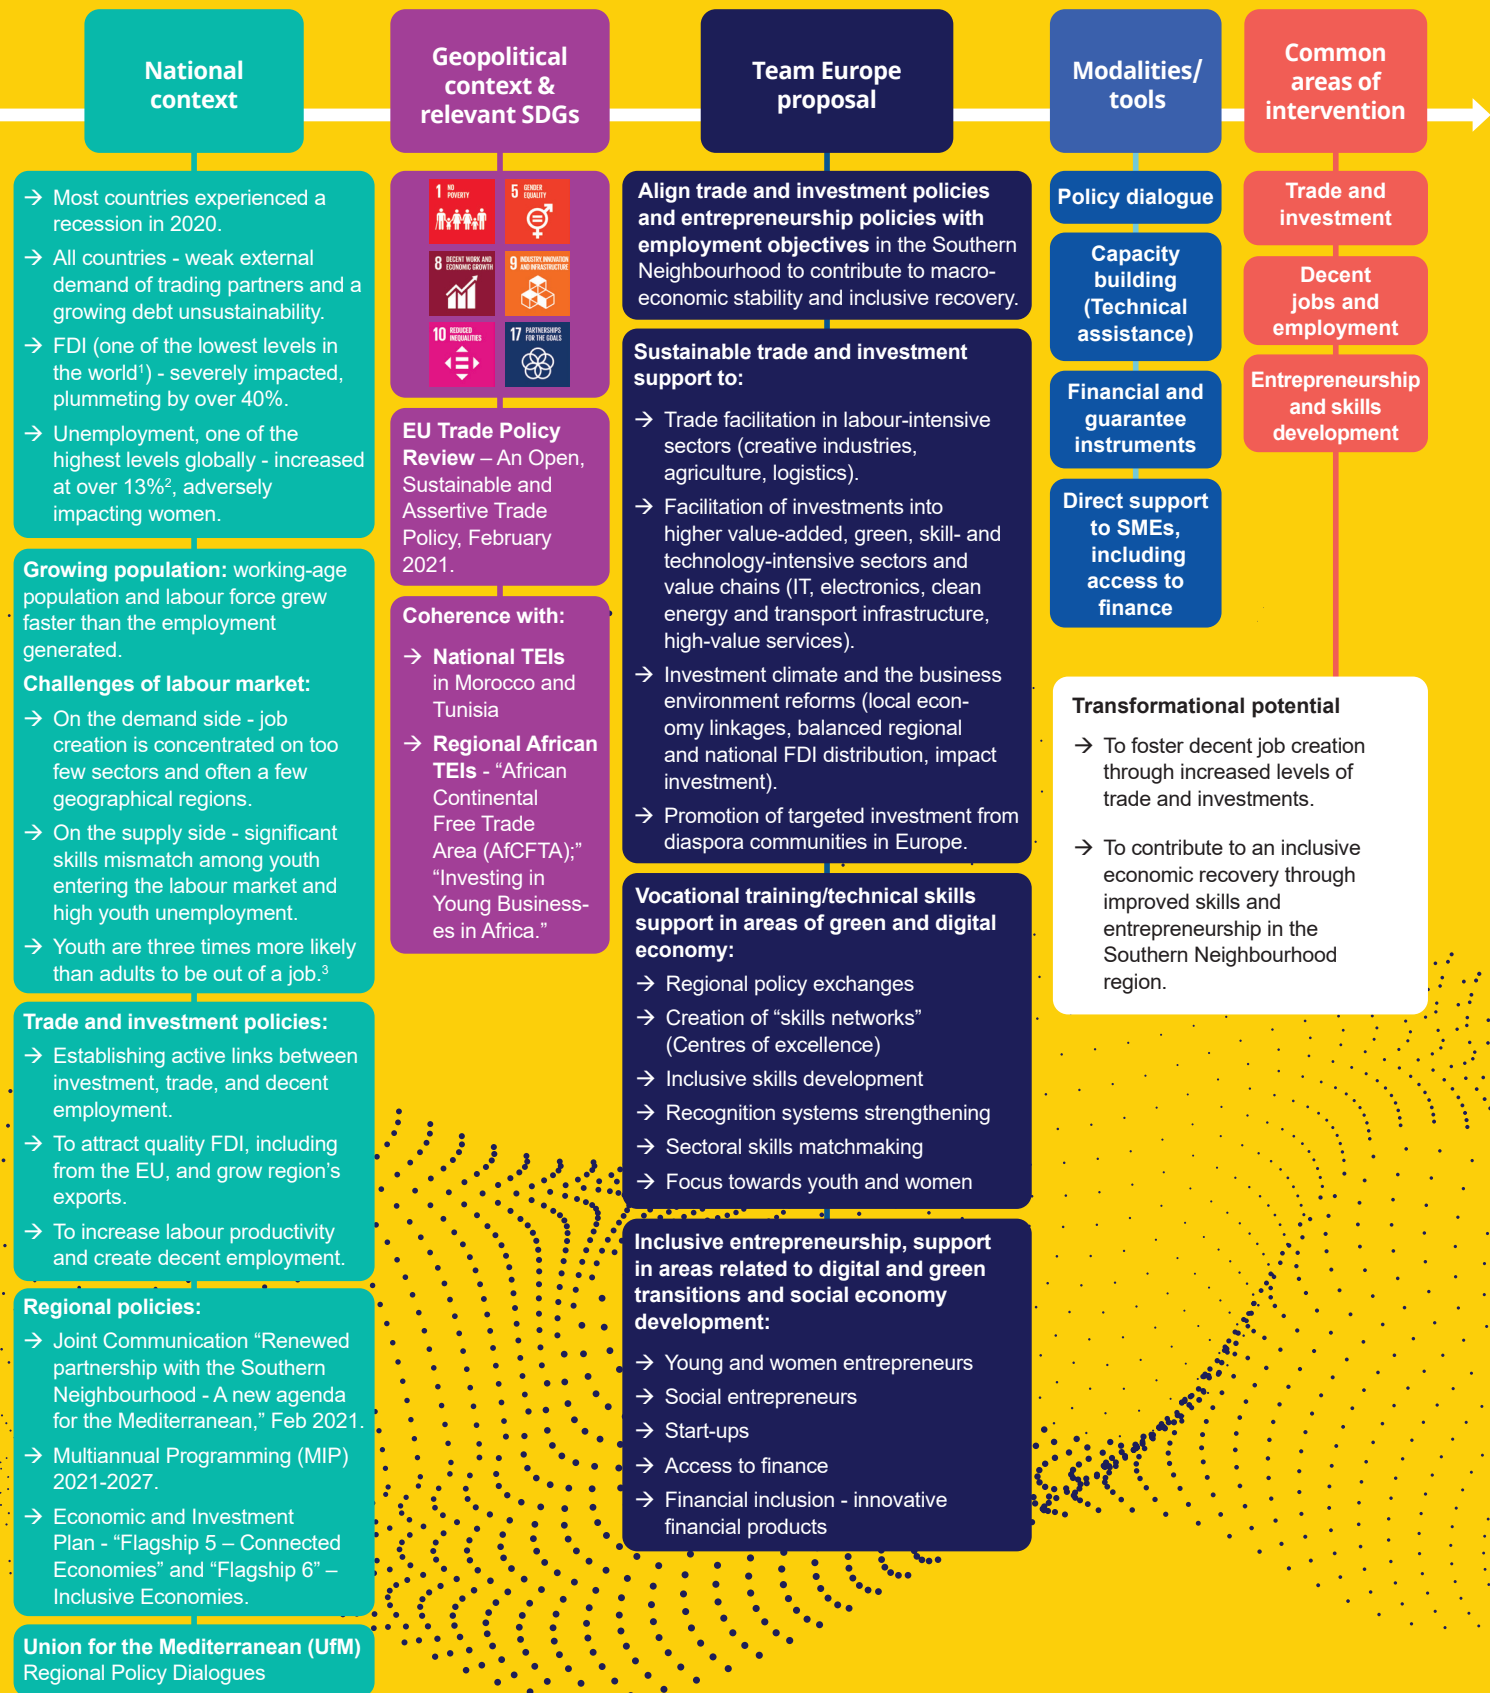 National
context
Geopolitical
context &
relevant SDGs
Team Europe
proposal
Modalities/
tools
Common
areas of
intervention
→ Most countries experienced a
recession in 2020.
→ All countries - weak external
demand of trading partners and a
growing debt unsustainability.
→ FDI (one of the lowest levels in
the world¹) - severely impacted,
plummeting by over 40%.
→ Unemployment, one of the
highest levels globally - increased
at over 13%², adversely
impacting women.
Growing population: working-age
population and labour force grew
faster than the employment
generated.
Challenges of labour market:
→ On the demand side - job
creation is concentrated on too
few sectors and often a few
geographical regions.
→ On the supply side - significant
skills mismatch among youth
entering the labour market and
high youth unemployment.
→ Youth are three times more likely
than adults to be out of a job.³
Trade and investment policies:
→ Establishing active links between
investment, trade, and decent
employment.
→ To attract quality FDI, including
from the EU, and grow region's
exports.
→ To increase labour productivity
and create decent employment.
Regional policies:
→ Joint Communication “Renewed
partnership with the Southern
Neighbourhood - A new agenda
for the Mediterranean,” Feb 2021.
→ Multiannual Programming (MIP)
2021-2027.
→ Economic and Investment
Plan - “Flagship 5 – Connected
Economies” and “Flagship 6” –
Inclusive Economies.
Union for the Mediterranean (UfM)
Regional Policy Dialogues
1 NO
POVERTY
5 GENDER
EQUALITY
8 DECENT WORK AND
ECONOMIC GROWTH
9 INDUSTRY, INNOVATION
AND INFRASTRUCTURE
10 REDUCED
INEQUALITIES
17 PARTNERSHIPS
FOR THE GOALS
EU Trade Policy
Review – An Open,
Sustainable and
Assertive Trade
Policy, February
2021.
Coherence with:
→ National TEIs
in Morocco and
Tunisia
→ Regional African
TEIs - “African
Continental
Free Trade
Area (AfCFTA);”
“Investing in
Young Business-
es in Africa.”
Align trade and investment policies
and entrepreneurship policies with
employment objectives in the Southern
Neighbourhood to contribute to macro-
economic stability and inclusive recovery.
Sustainable trade and investment
support to:
→ Trade facilitation in labour-intensive
sectors (creative industries,
agriculture, logistics).
→ Facilitation of investments into
higher value-added, green, skill- and
technology-intensive sectors and
value chains (IT, electronics, clean
energy and transport infrastructure,
high-value services).
→ Investment climate and the business
environment reforms (local econ-
omy linkages, balanced regional
and national FDI distribution, impact
investment).
→ Promotion of targeted investment from
diaspora communities in Europe.
Vocational training/technical skills
support in areas of green and digital
economy:
→ Regional policy exchanges
→ Creation of “skills networks”
(Centres of excellence)
→ Inclusive skills development
→ Recognition systems strengthening
→ Sectoral skills matchmaking
→ Focus towards youth and women
Inclusive entrepreneurship, support
in areas related to digital and green
transitions and social economy
development:
→ Young and women entrepreneurs
→ Social entrepreneurs
→ Start-ups
→ Access to finance
→ Financial inclusion - innovative
financial products
Policy dialogue
Capacity
building
(Technical
assistance)
Financial and
guarantee
instruments
Direct support
to SMEs,
including
access to
finance
Trade and
investment
Decent
jobs and
employment
Entrepreneurship
and skills
development
Transformational potential
→ To foster decent job creation
through increased levels of
trade and investments.
→ To contribute to an inclusive
economic recovery through
improved skills and
entrepreneurship in the
Southern Neighbourhood
region.